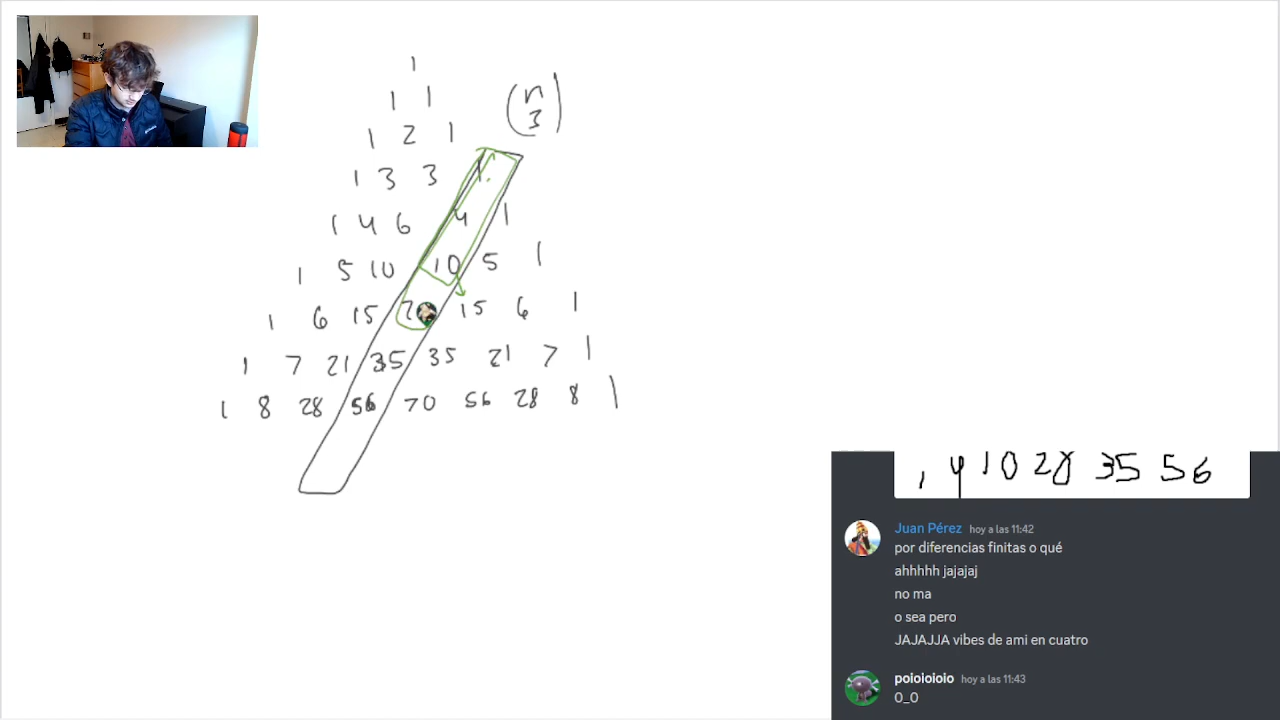 1
1 1
(n
3)
1 2 1
1 3 3 1
1 4 6 4 1
1 5 10 10 5 1
1 6 15 20 15 6 1
1 7 21 35 35 21 7 1
1 8 28 56 70 56 28 8 1
1 4 10 20 35 56
Juan Pérez hoy a las 11:42
por diferencias finitas o qué
ahhhhh jajajaj
no ma
o sea pero
JAJAJJA vibes de ami en cuatro
poioioioio hoy a las 11:43
O_O